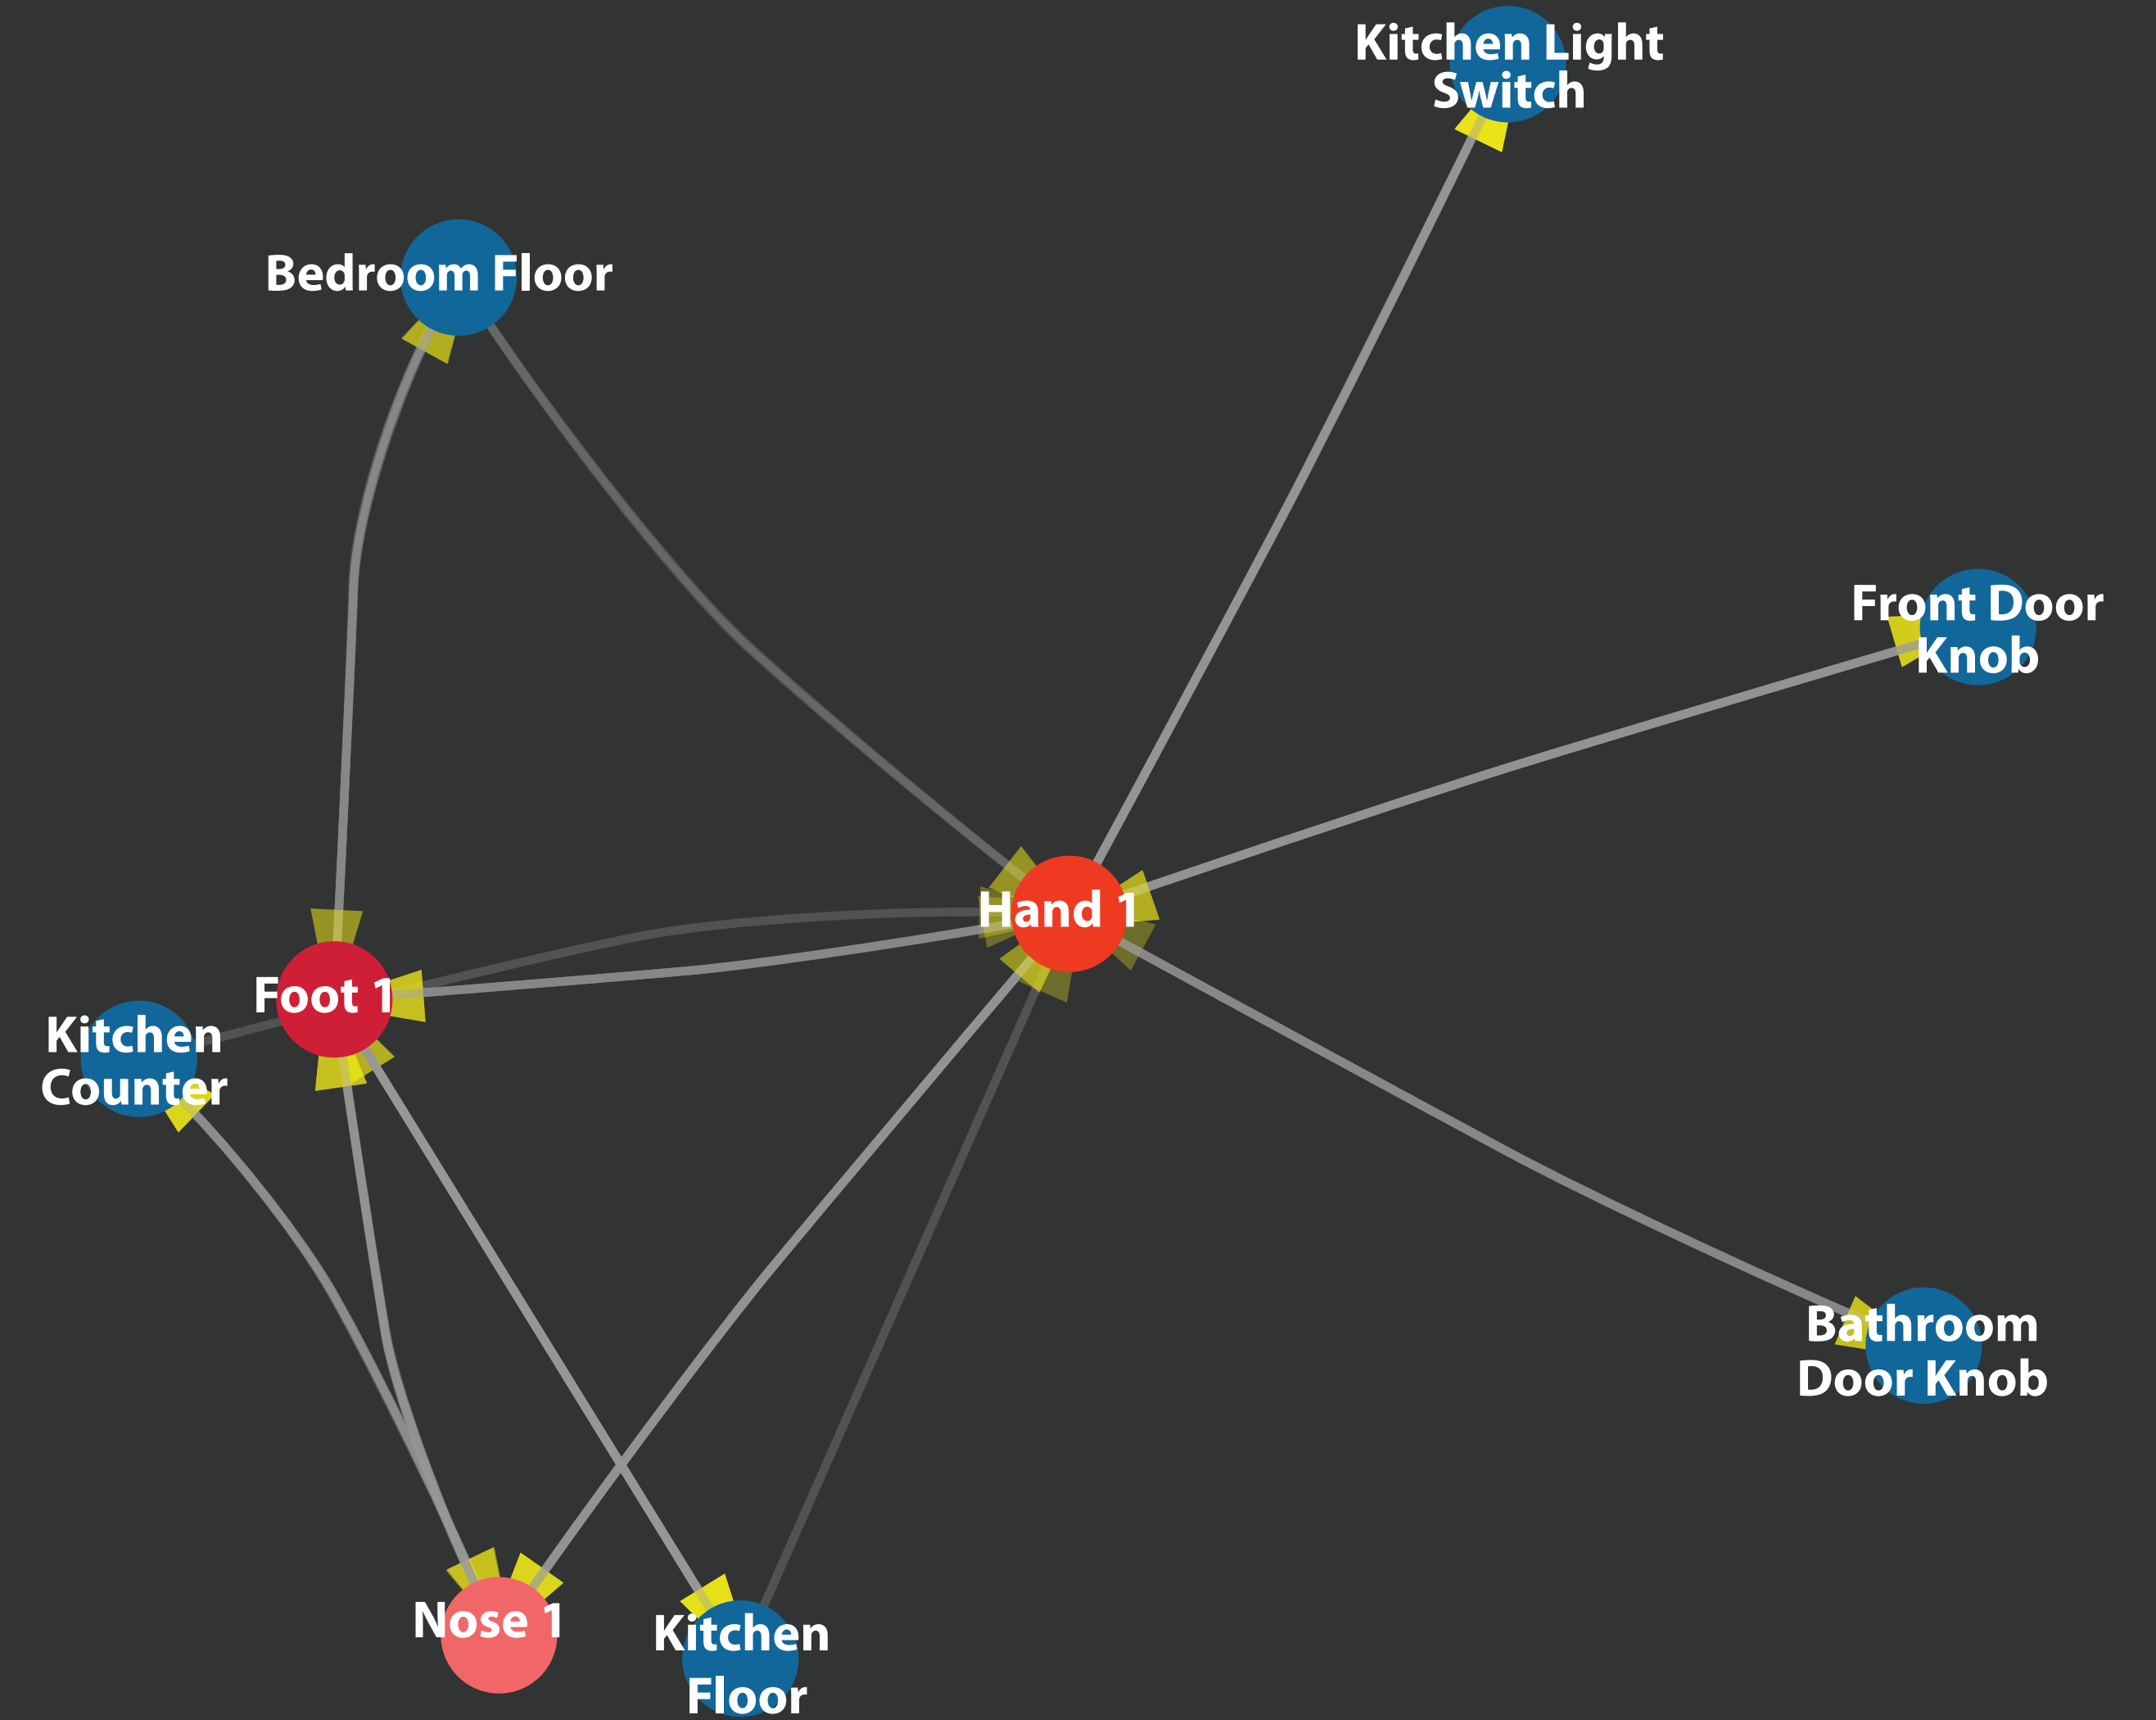 Kitchen Light
Switch
Bedroom Floor
Front Door
Knob
Hand 1
Foot 1
Kitchen
Counter
Bathroom
Door Knob
Nose 1
Kitchen
Floor